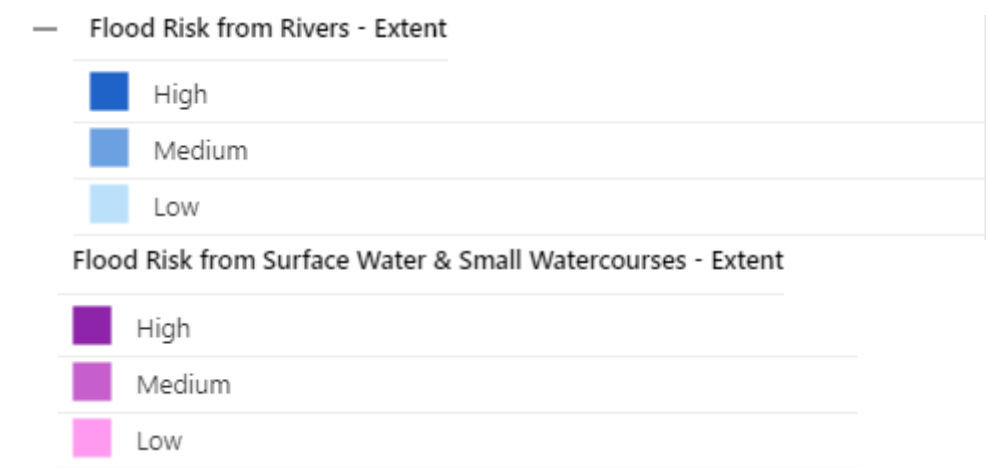 Flood Risk from Rivers - Extent
High
Medium
Low
Flood Risk from Surface Water & Small Watercourses - Extent
High
Medium
Low